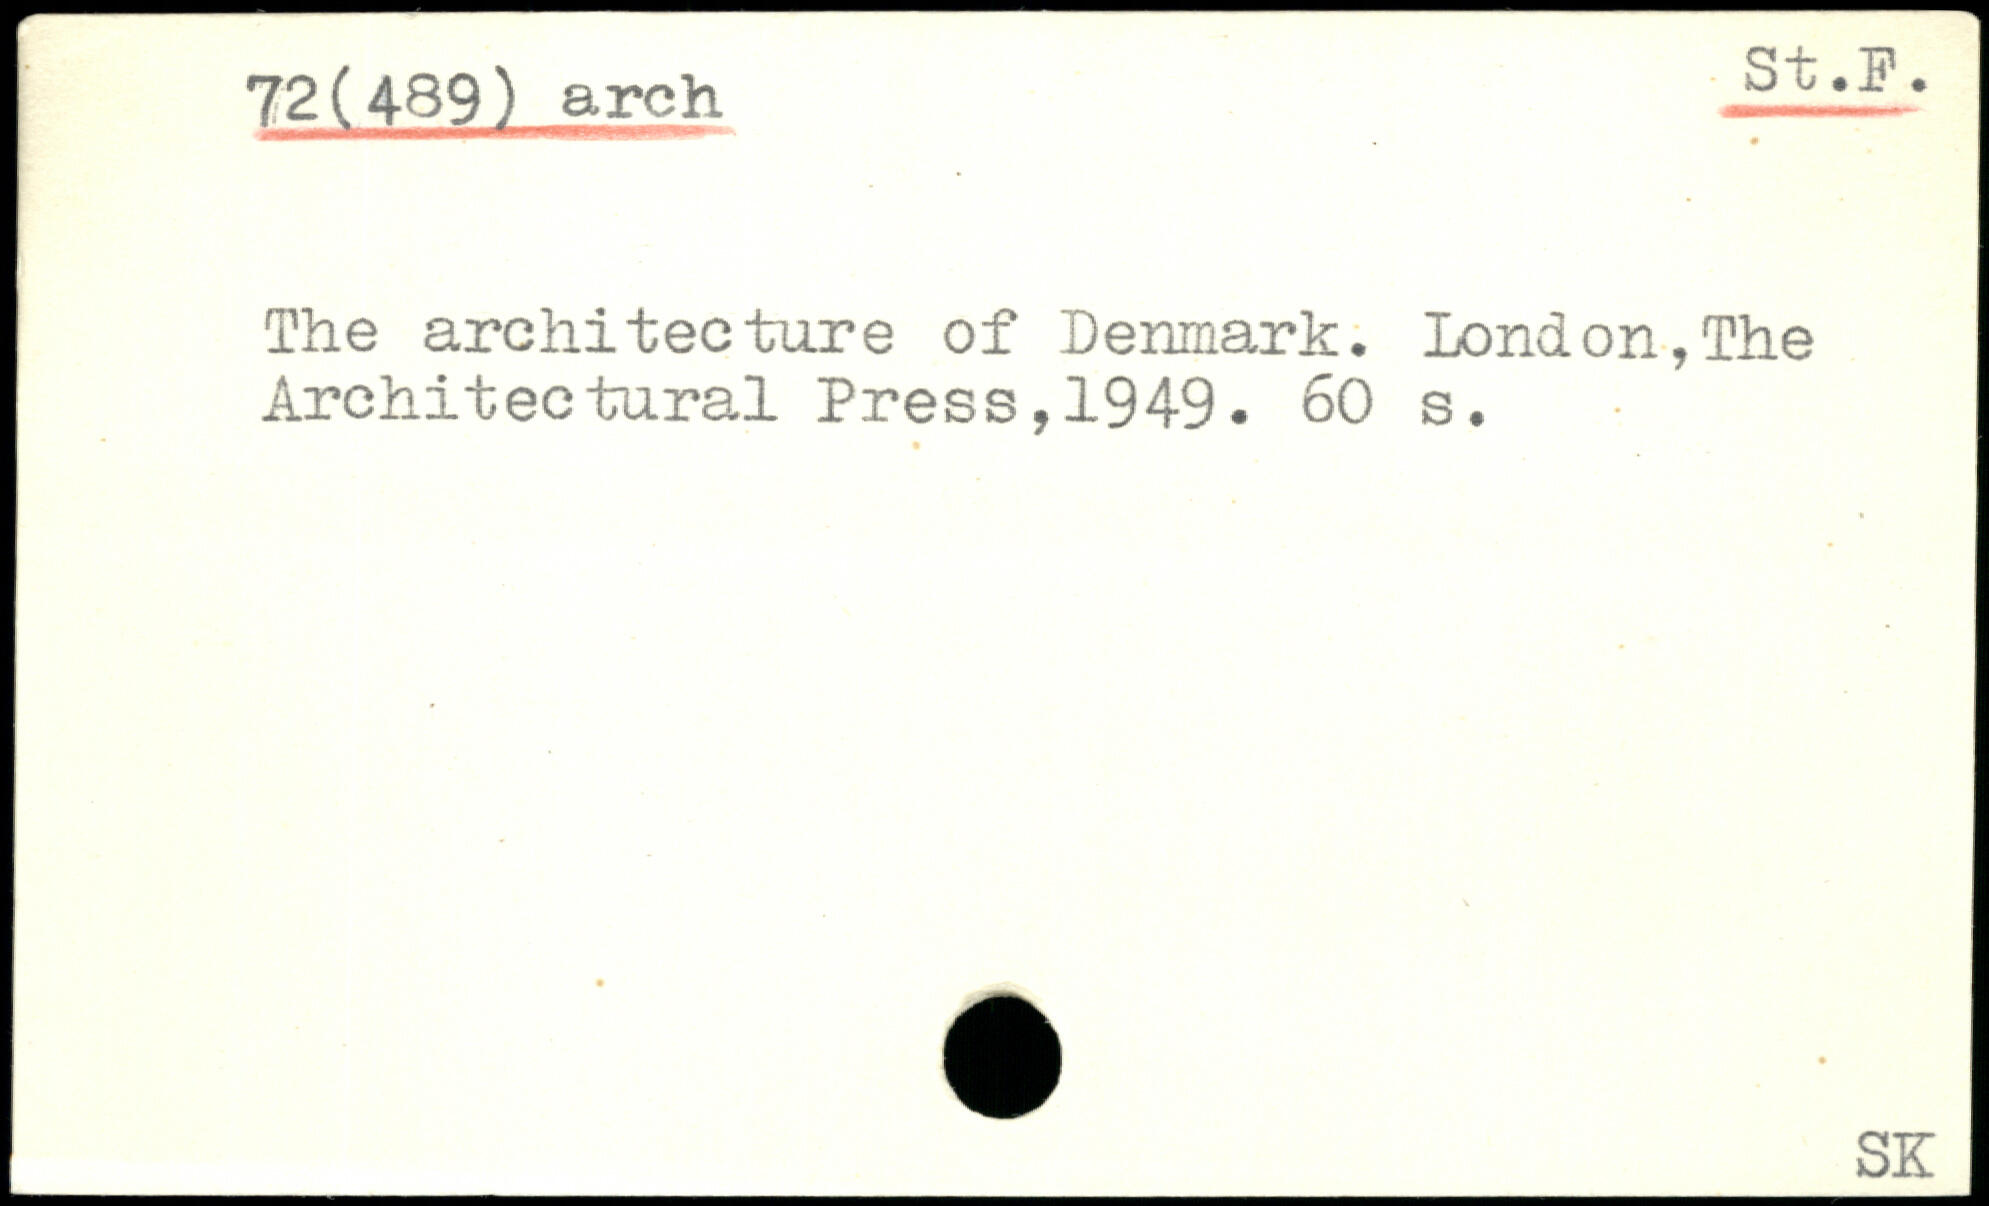 72(489) arch
St.F.
The architecture of Denmark. London,The
Architectural Press,1949. 60 s.
SK